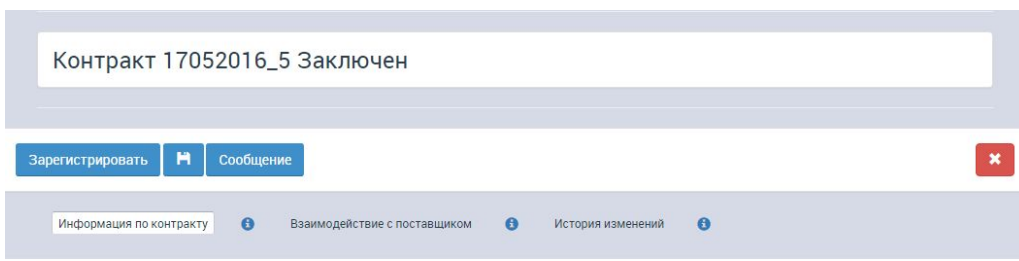 Контракт 17052016_5 Заключен
Зарегистрировать Сообщение
Информация по контракту Взаимодействие с поставщиком История изменений